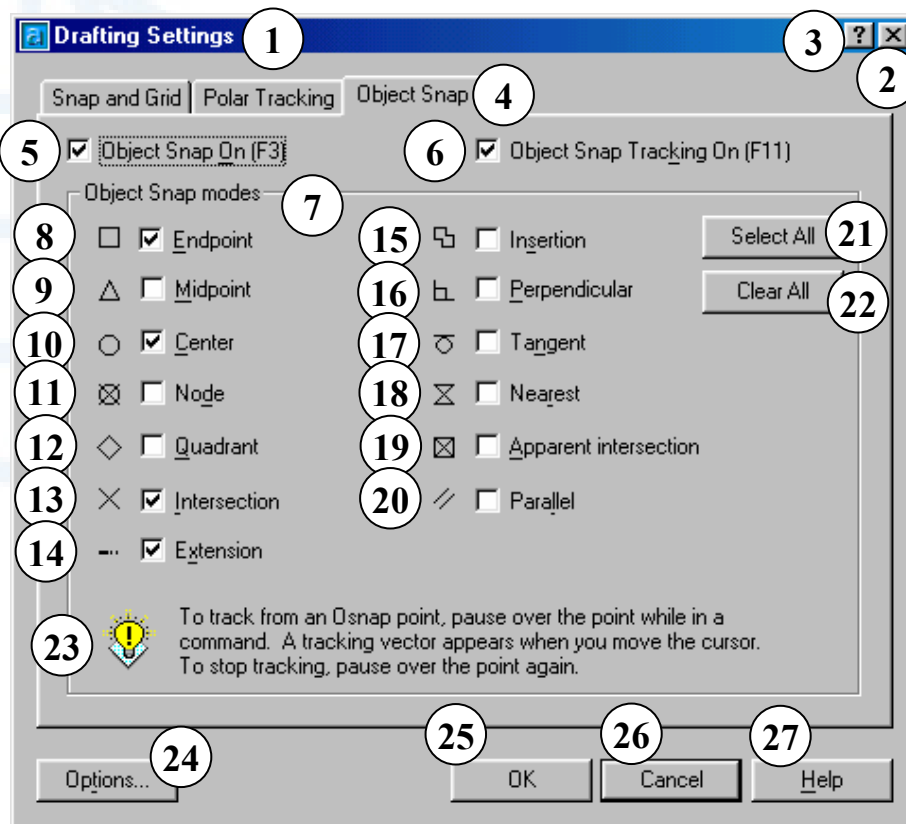 Drafting Settings 1 3 ? X
2
Snap and Grid Polar Tracking Object Snap 4
5 Object Snap On (F3) 6 Object Snap Tracking On (F11)
Object Snap modes 7
8 Endpoint 15 Insertion Select All 21
9 Midpoint 16 Perpendicular Clear All 22
10 Center 17 Tangent
11 Node 18 Nearest
12 Quadrant 19 Apparent intersection
13 Intersection 20 Parallel
14 Extension
23 To track from an Osnap point, pause over the point while in a
command. A tracking vector appears when you move the cursor.
To stop tracking, pause over the point again.
24 25 26 27
Options... OK Cancel Help